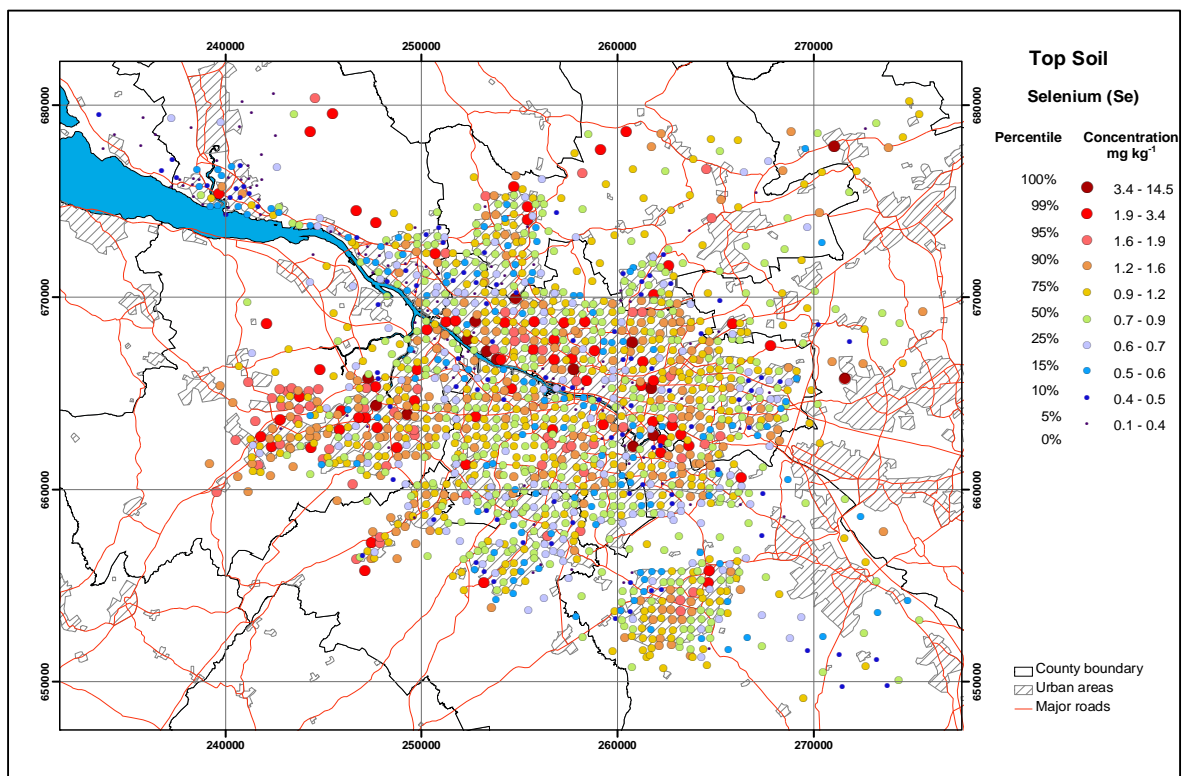 240000 250000 260000 270000
680000 680000
670000 670000
660000 660000
650000 650000
240000 250000 260000 270000
Top Soil
Selenium (Se)
Percentile Concentration
mg kg-1
100%
3.4 - 14.5
99%
1.9 - 3.4
95%
1.6 - 1.9
90%
1.2 - 1.6
75%
0.9 - 1.2
50%
0.7 - 0.9
25%
0.6 - 0.7
15%
0.5 - 0.6
10%
0.4 - 0.5
5%
0.1 - 0.4
0%
County boundary
Urban areas
Major roads